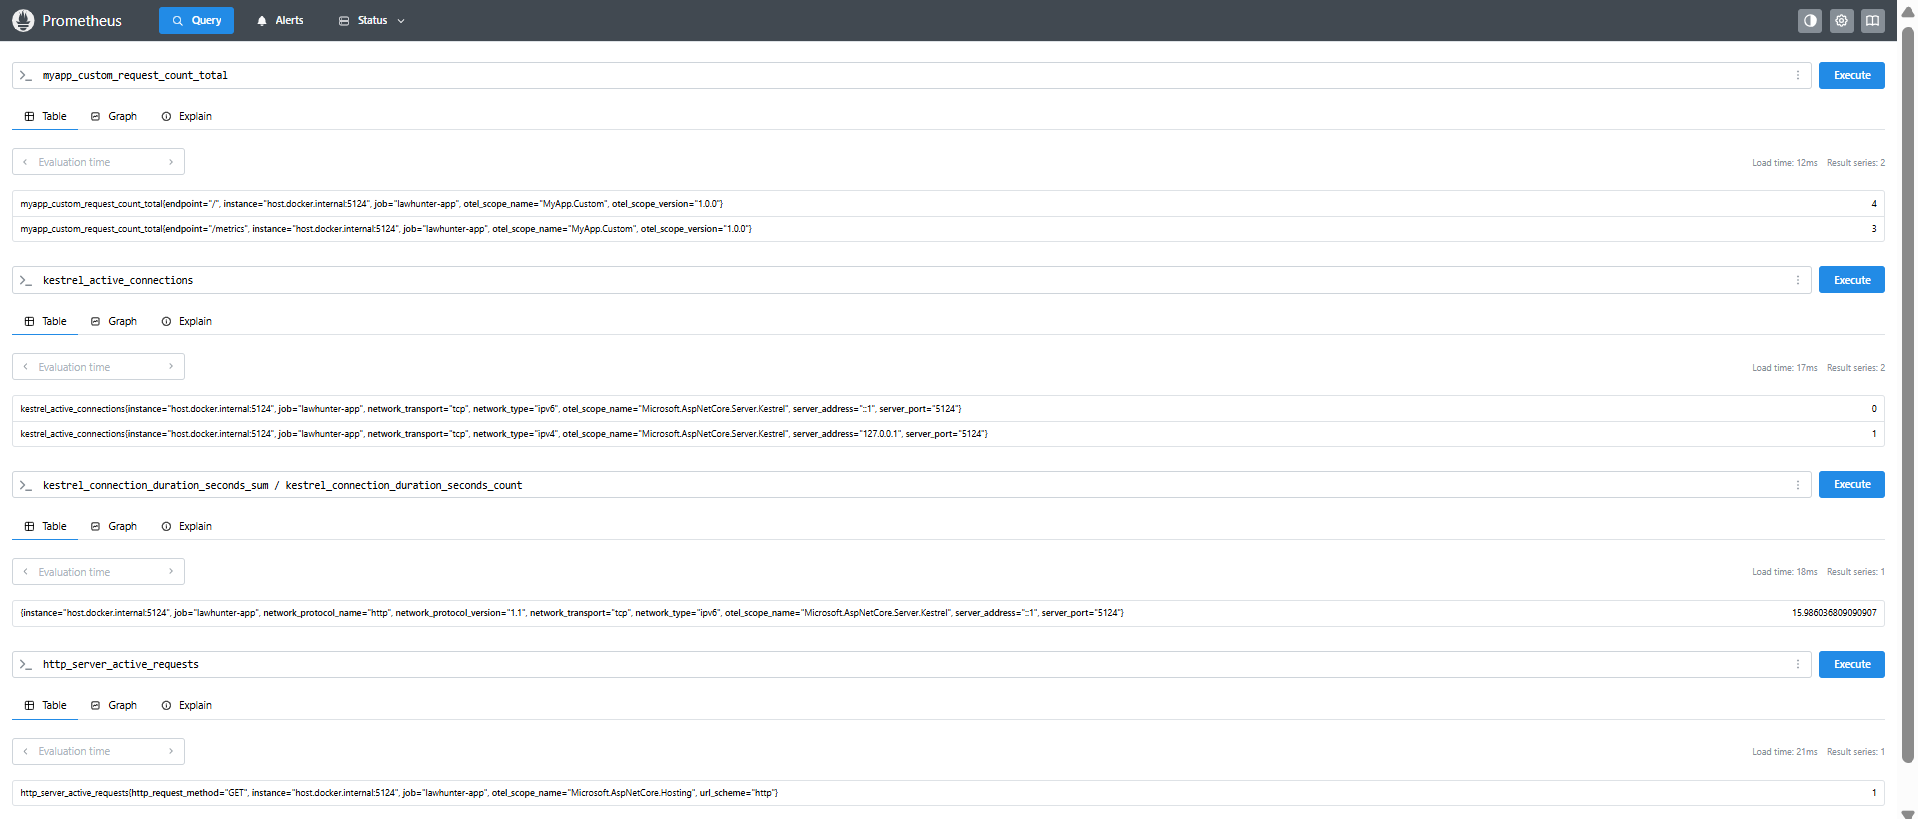 Prometheus Query Alerts Status
myapp_custom_request_count_total Execute
Table Graph Explain
Evaluation time Load time: 12ms Result series: 2
myapp_custom_request_count_total{endpoint="/", instance="host.docker.internal:5124", job="lawhunter-app", otel_scope_name="MyApp.Custom", otel_scope_version="1.0.0"} 4
myapp_custom_request_count_total{endpoint="/metrics", instance="host.docker.internal:5124", job="lawhunter-app", otel_scope_name="MyApp.Custom", otel_scope_version="1.0.0"} 3
kestrel_active_connections Execute
Table Graph Explain
Evaluation time Load time: 17ms Result series: 2
kestrel_active_connections{instance="host.docker.internal:5124", job="lawhunter-app", network_transport="tcp", network_type="ipv6", otel_scope_name="Microsoft.AspNetCore.Server.Kestrel", server_address="::1", server_port="5124"} 0
kestrel_active_connections{instance="host.docker.internal:5124", job="lawhunter-app", network_transport="tcp", network_type="ipv4", otel_scope_name="Microsoft.AspNetCore.Server.Kestrel", server_address="127.0.0.1", server_port="5124"} 1
kestrel_connection_duration_seconds_sum / kestrel_connection_duration_seconds_count Execute
Table Graph Explain
Evaluation time Load time: 18ms Result series: 1
{instance="host.docker.internal:5124", job="lawhunter-app", network_protocol_name="http", network_protocol_version="1.1", network_transport="tcp", network_type="ipv6", otel_scope_name="Microsoft.AspNetCore.Server.Kestrel", server_address="::1", server_port="5124"} 15.986036809090907
http_server_active_requests Execute
Table Graph Explain
Evaluation time Load time: 21ms Result series: 1
http_server_active_requests{http_request_method="GET", instance="host.docker.internal:5124", job="lawhunter-app", otel_scope_name="Microsoft.AspNetCore.Hosting", url_scheme="http"} 1